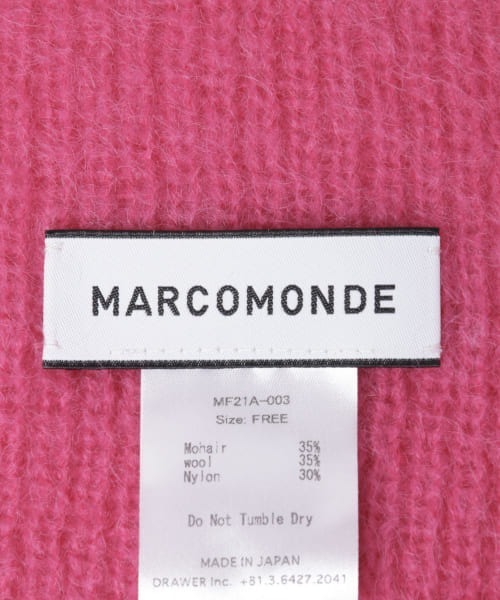 MARCOMONDE
MF21A-003
Size: FREE
Mohair 35%
wool 35%
Nylon 30%
Do Not Tumble Dry
MADE IN JAPAN
DRAWER Inc. +81.3.6427.2041